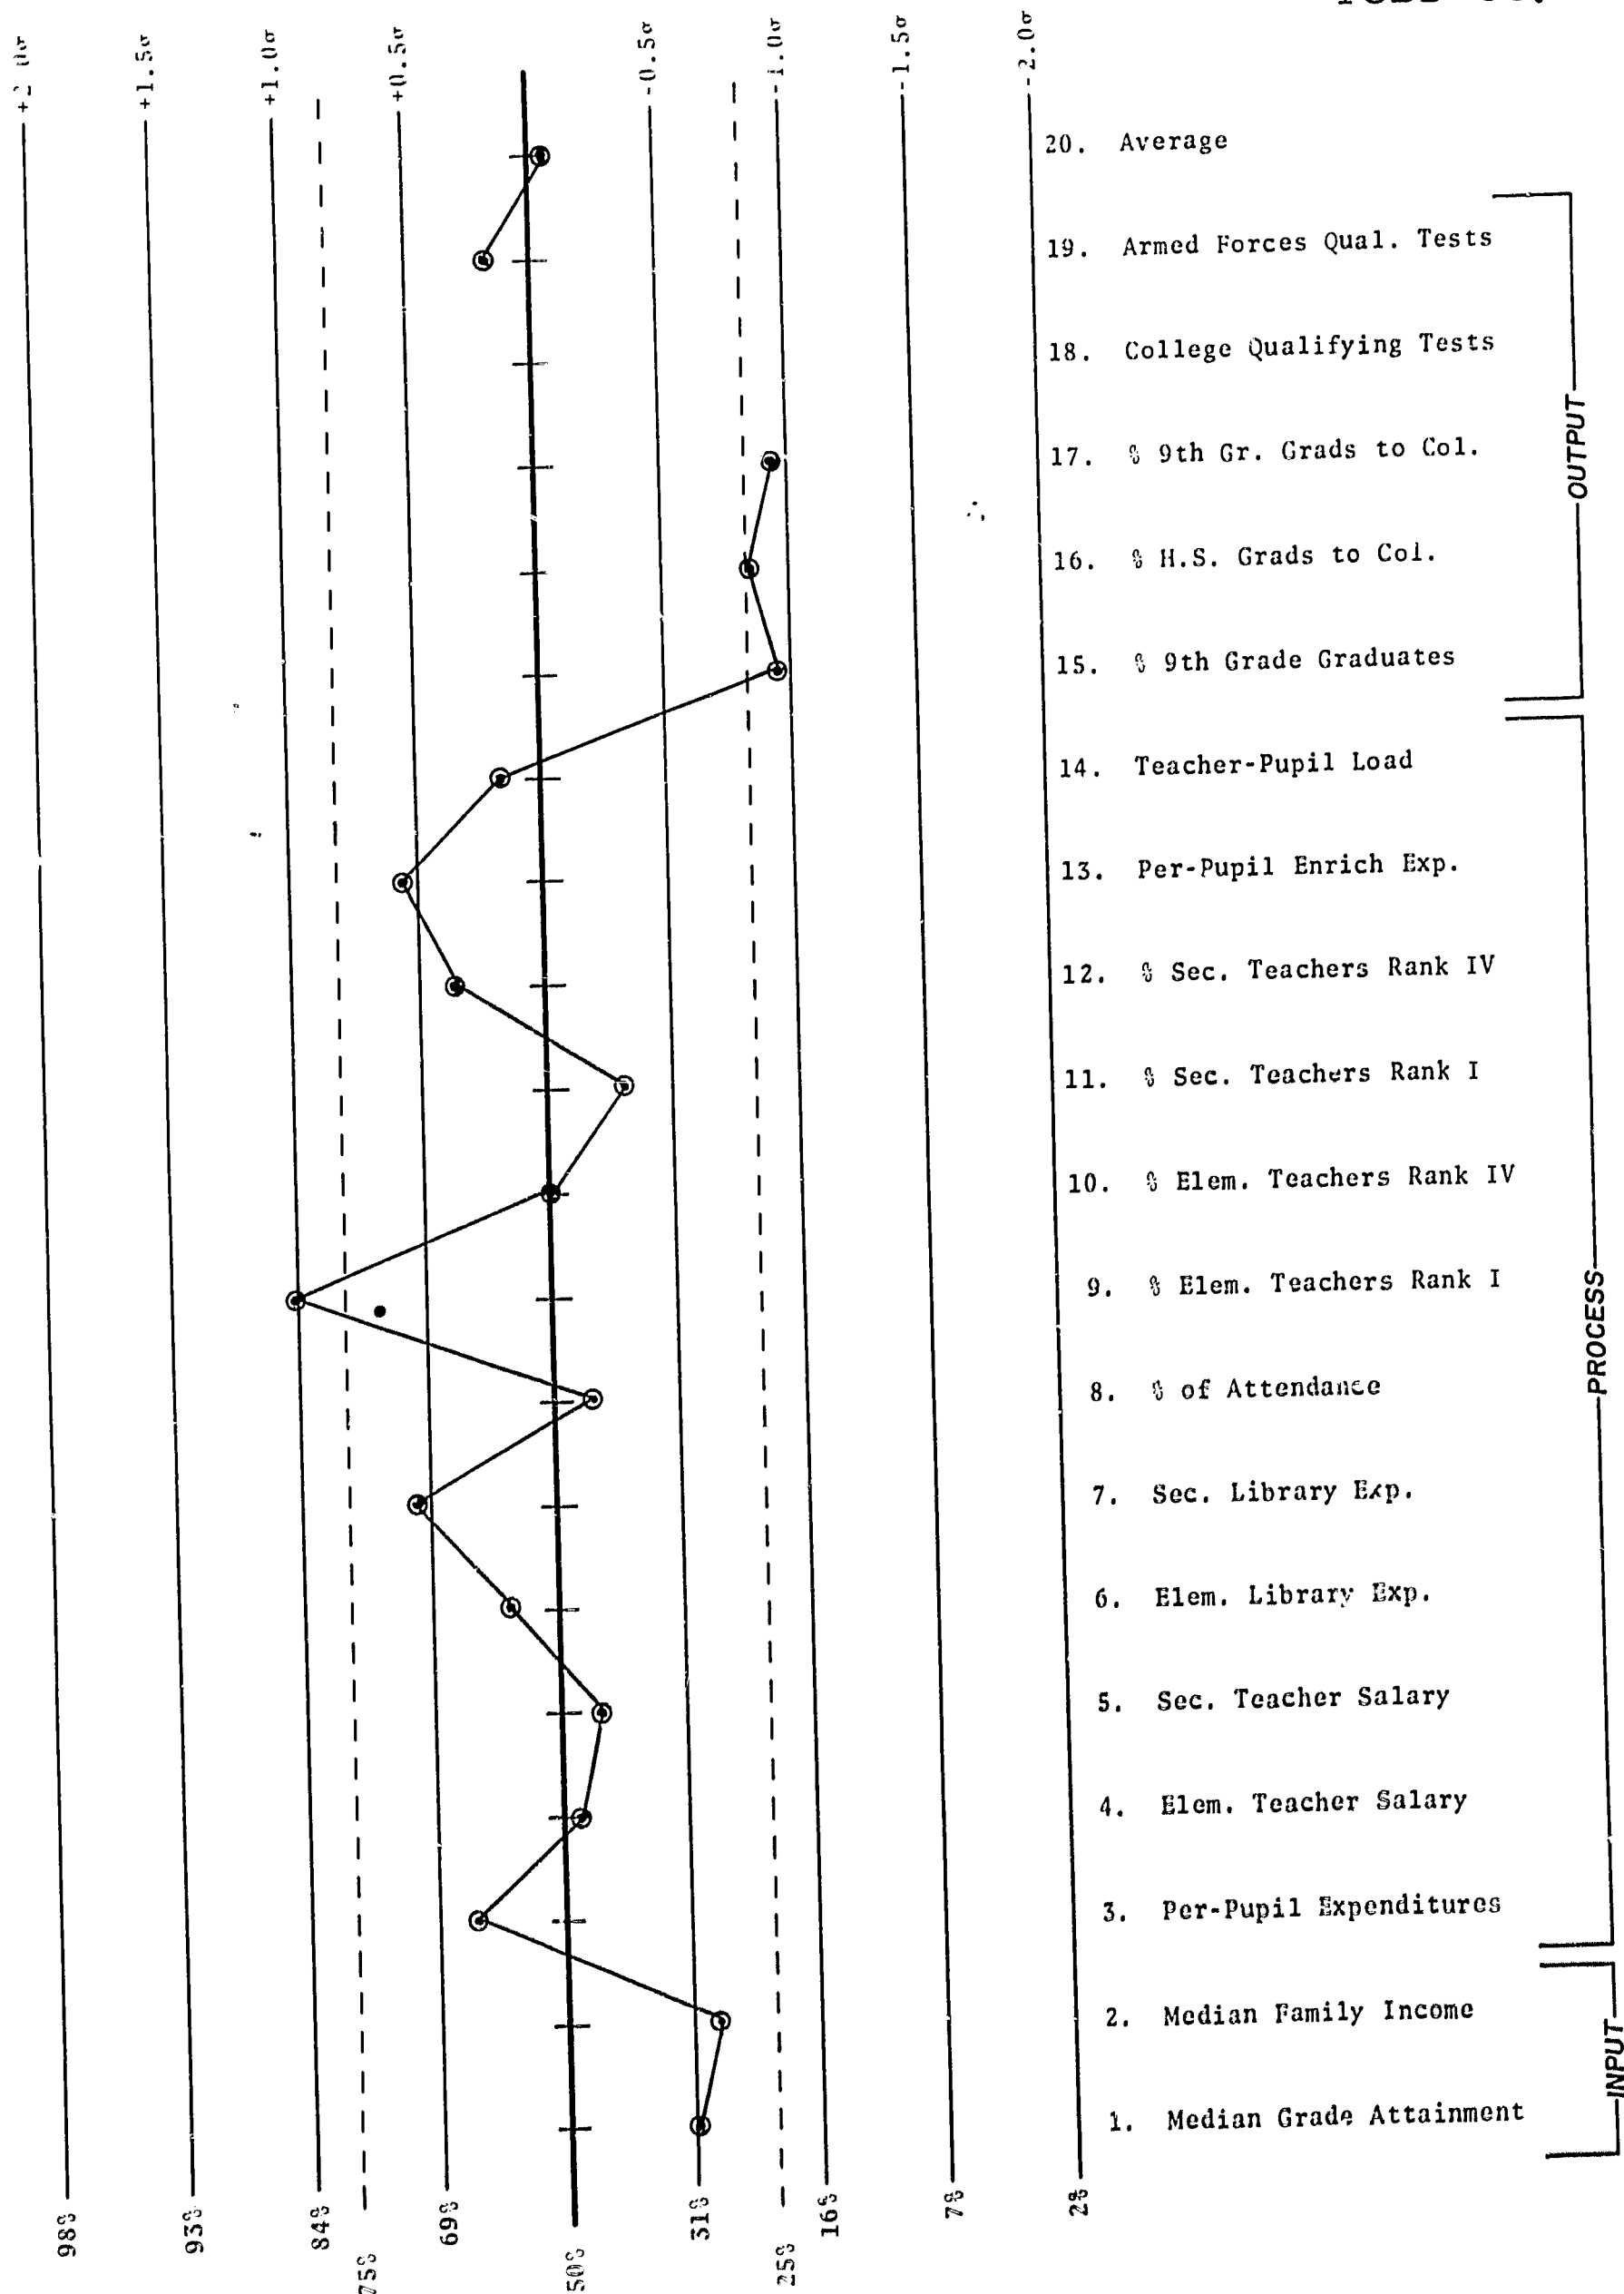 +1.5σ
+1.0σ
+0.5σ
-0.5σ
-1.0σ
-1.5σ
-2.0σ
20. Average
19. Armed Forces Qual. Tests
18. College Qualifying Tests
17. % 9th Gr. Grads to Col.
16. % H.S. Grads to Col.
15. % 9th Grade Graduates
OUTPUT
14. Teacher-Pupil Load
13. Per-Pupil Enrich Exp.
12. % Sec. Teachers Rank IV
11. % Sec. Teachers Rank I
10. % Elem. Teachers Rank IV
9. % Elem. Teachers Rank I
8. % of Attendance
7. Sec. Library Exp.
6. Elem. Library Exp.
5. Sec. Teacher Salary
4. Elem. Teacher Salary
3. Per-Pupil Expenditures
PROCESS
2. Median Family Income
1. Median Grade Attainment
INPUT
98%
93%
84%
75%
69%
50%
31%
25%
16%
7%
2%